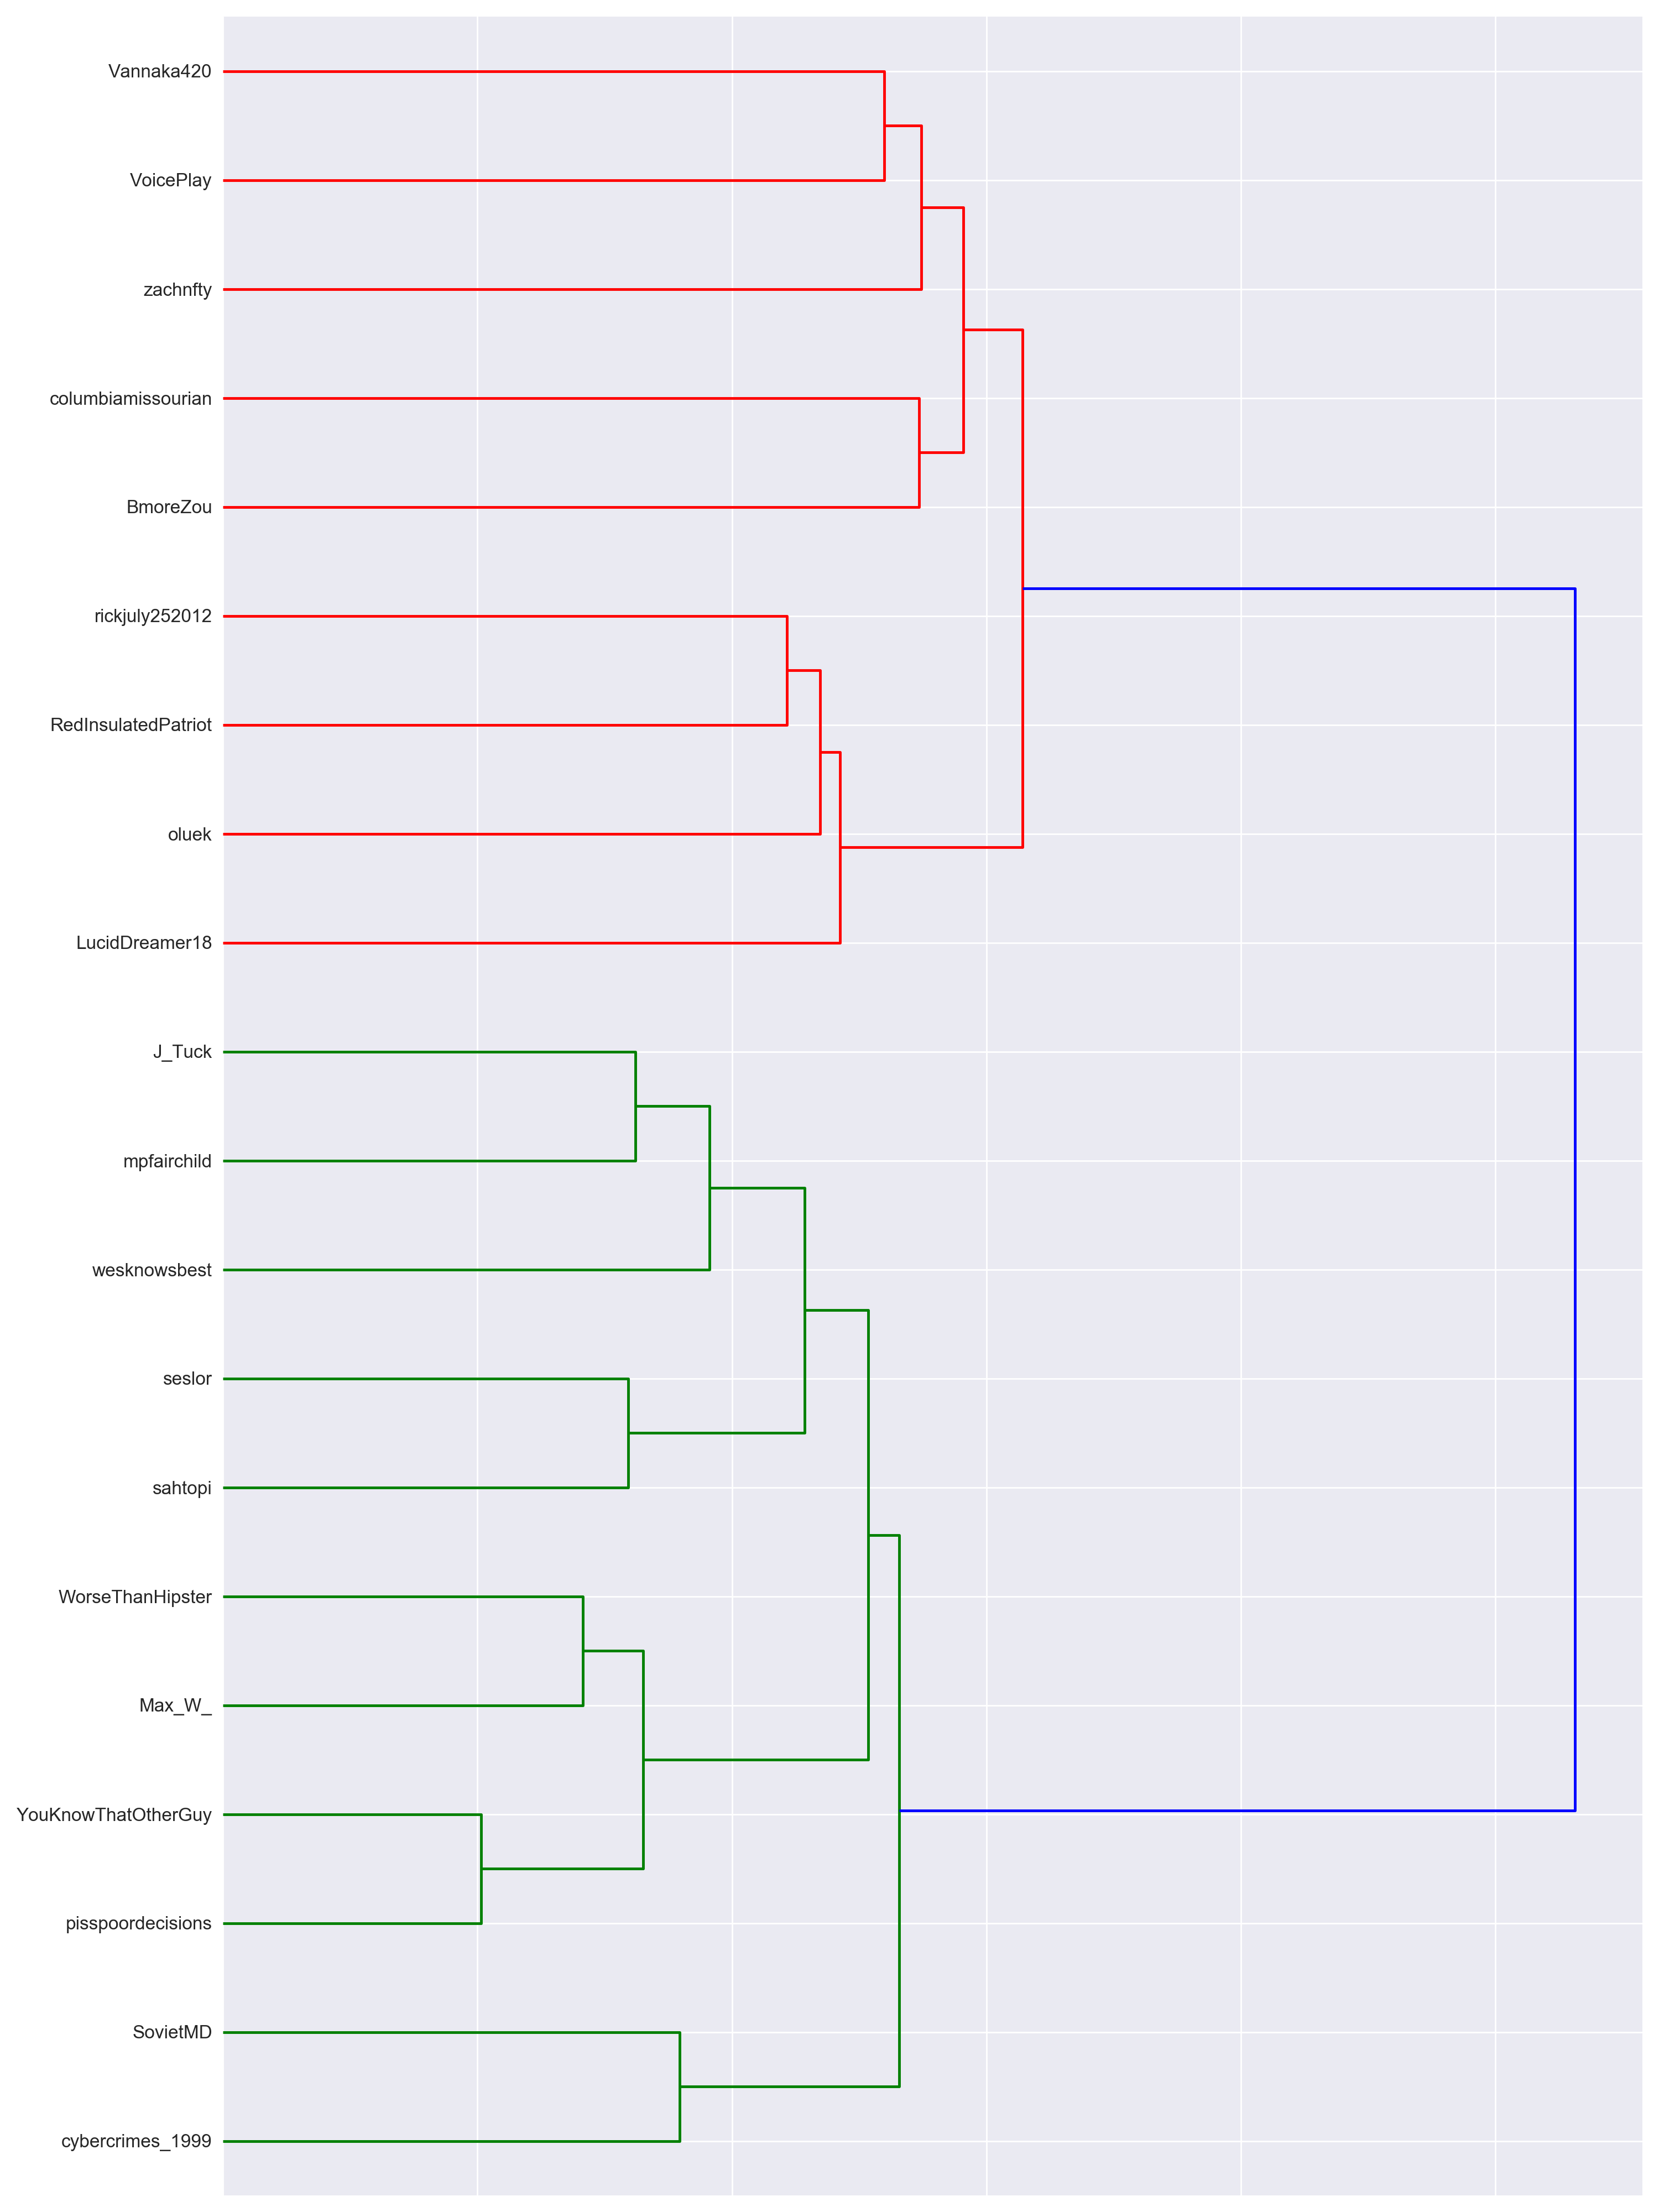 Vannaka420
VoicePlay
zachnfty
columbiamissourian
BmoreZou
rickjuly252012
RedInsulatedPatriot
oluek
LucidDreamer18
J_Tuck
mpfairchild
wesknowsbest
seslor
sahtopi
WorseThanHipster
Max_W_
YouKnowThatOtherGuy
pisspoordecisions
SovietMD
cybercrimes_1999